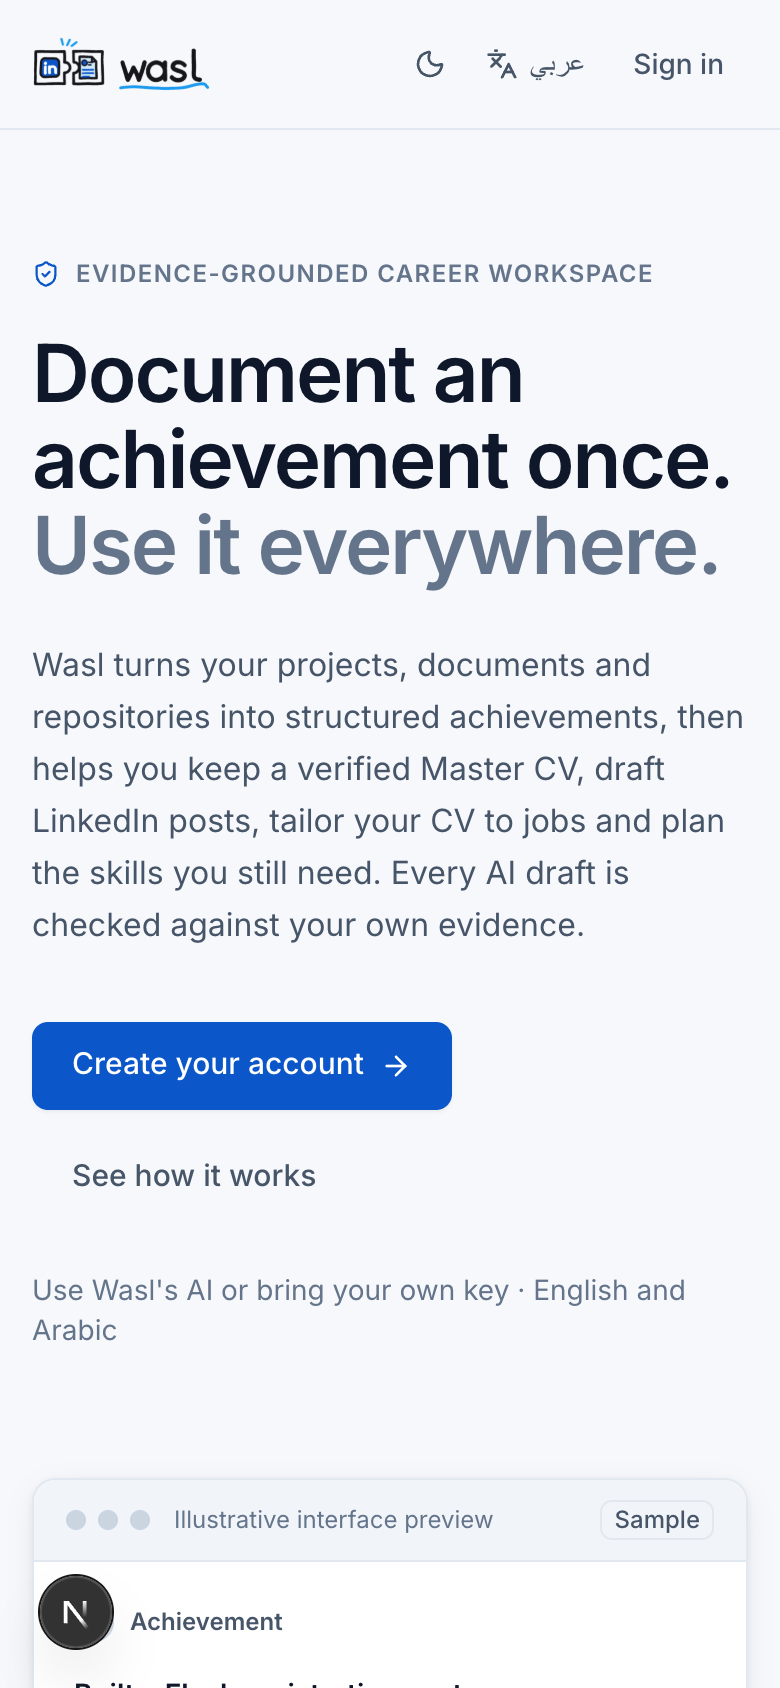 in wasl
عربي
Sign in
EVIDENCE-GROUNDED CAREER WORKSPACE
Document an
achievement once.
Use it everywhere.
Wasl turns your projects, documents and
repositories into structured achievements, then
helps you keep a verified Master CV, draft
LinkedIn posts, tailor your CV to jobs and plan
the skills you still need. Every AI draft is
checked against your own evidence.
Create your account →
See how it works
Use Wasl's AI or bring your own key · English and
Arabic
Illustrative interface preview
Sample
N
Achievement